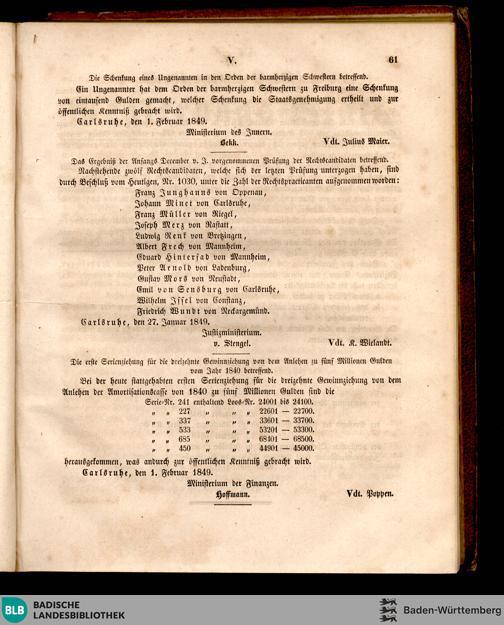 V. 61
Die Schenkung eines Ungenannten in den Orden der barmherzigen Schwestern betreffend.
Ein Ungenannter hat dem Orden der barmherzigen Schwestern zu Freiburg eine Schenkung
von eintausend Gulden gemacht, welcher Schenkung die Staatsgenehmigung ertheilt und zur
öffentlichen Kenntniß gebracht wird.
Carlsruhe, den 1. Februar 1849.
Ministerium des Innern.
Bekk. Vdt. Julius Maier.
Das Ergebniß der Anfangs December v. J. vorgenommenen Prüfung der Rechtscandidaten betreffend.
Nachstehende zwölf Rechtscandidaten, welche sich der letzten Prüfung unterzogen haben, sind
durch Beschluß vom Heutigen, Nr. 1030, unter die Zahl der Rechtspracticanten aufgenommen worden:
Franz Junghanns von Oppenau,
Johann Minet von Carlsruhe,
Franz Müller von Riegel,
Joseph Merz von Rastatt,
Ludwig Renk von Bretzingen,
Albert Frech von Mannheim,
Eduard Hinterfad von Mannheim,
Peter Arnold von Ladenburg,
Gustav Mors von Neustadt,
Emil von Sensburg von Carlsruhe,
Wilhelm Issel von Constanz,
Friedrich Wundt von Neckargemünd.
Carlsruhe, den 27. Januar 1849.
Justizministerium.
v. Stengel. Vdt. K. Wielandt.
Die erste Serienziehung für die dreizehnte Gewinnziehung von dem Anlehen zu fünf Millionen Gulden
vom Jahr 1840 betreffend.
Bei der heute stattgehabten ersten Serienziehung für die dreizehnte Gewinnziehung von dem
Anlehen der Amortisationscasse von 1840 zu fünf Millionen Gulden sind die
Serie-Nr. 241 enthaltend Loos-Nr. 24001 bis 24100.
„ „ 227 „ „ 22601 — 22700.
„ „ 337 „ „ 33601 — 33700.
„ „ 533 „ „ 53201 — 53300.
„ „ 685 „ „ 68401 — 68500.
„ „ 450 „ „ 44901 — 45000.
herausgekommen, was andurch zur öffentlichen Kenntniß gebracht wird.
Carlsruhe, den 1. Februar 1849.
Ministerium der Finanzen.
Hoffmann. Vdt. Poppen.
BLB BADISCHE LANDESBIBLIOTHEK
Baden-Württemberg